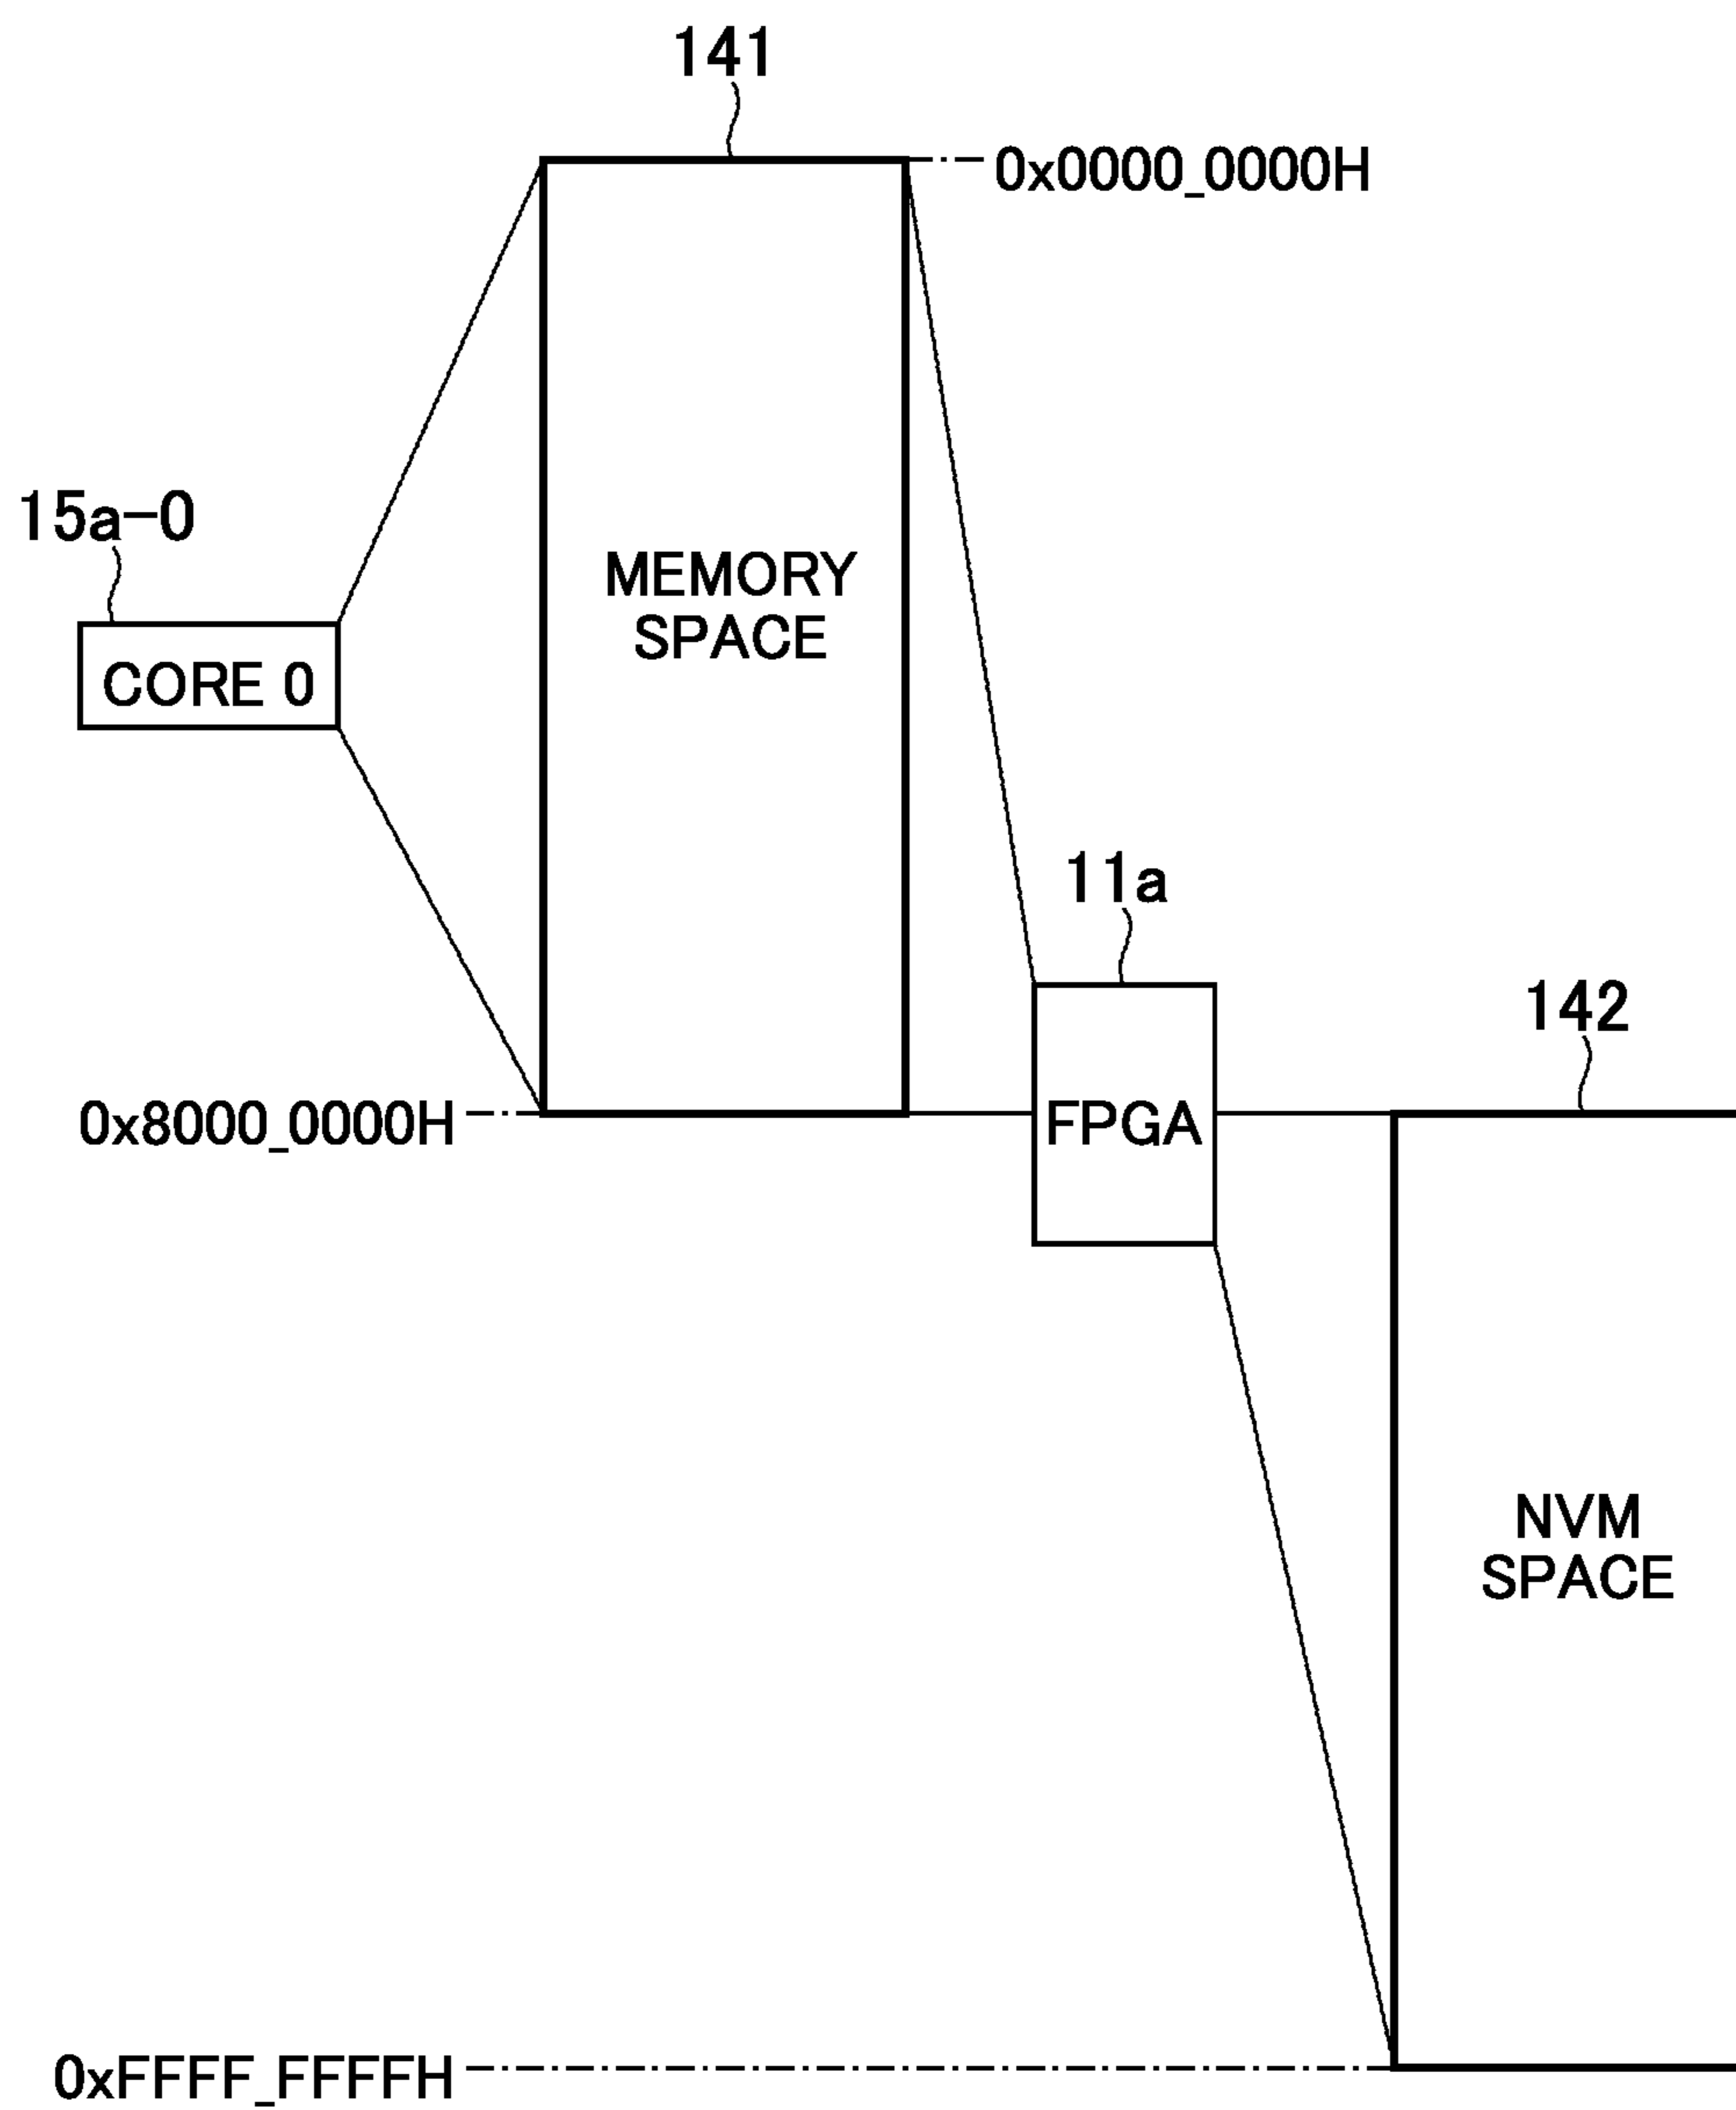 141
0x0000_0000H
15a-0
MEMORY
SPACE
CORE 0
11a
142
0x8000_0000H
FPGA
NVM
SPACE
0xFFFF_FFFFH